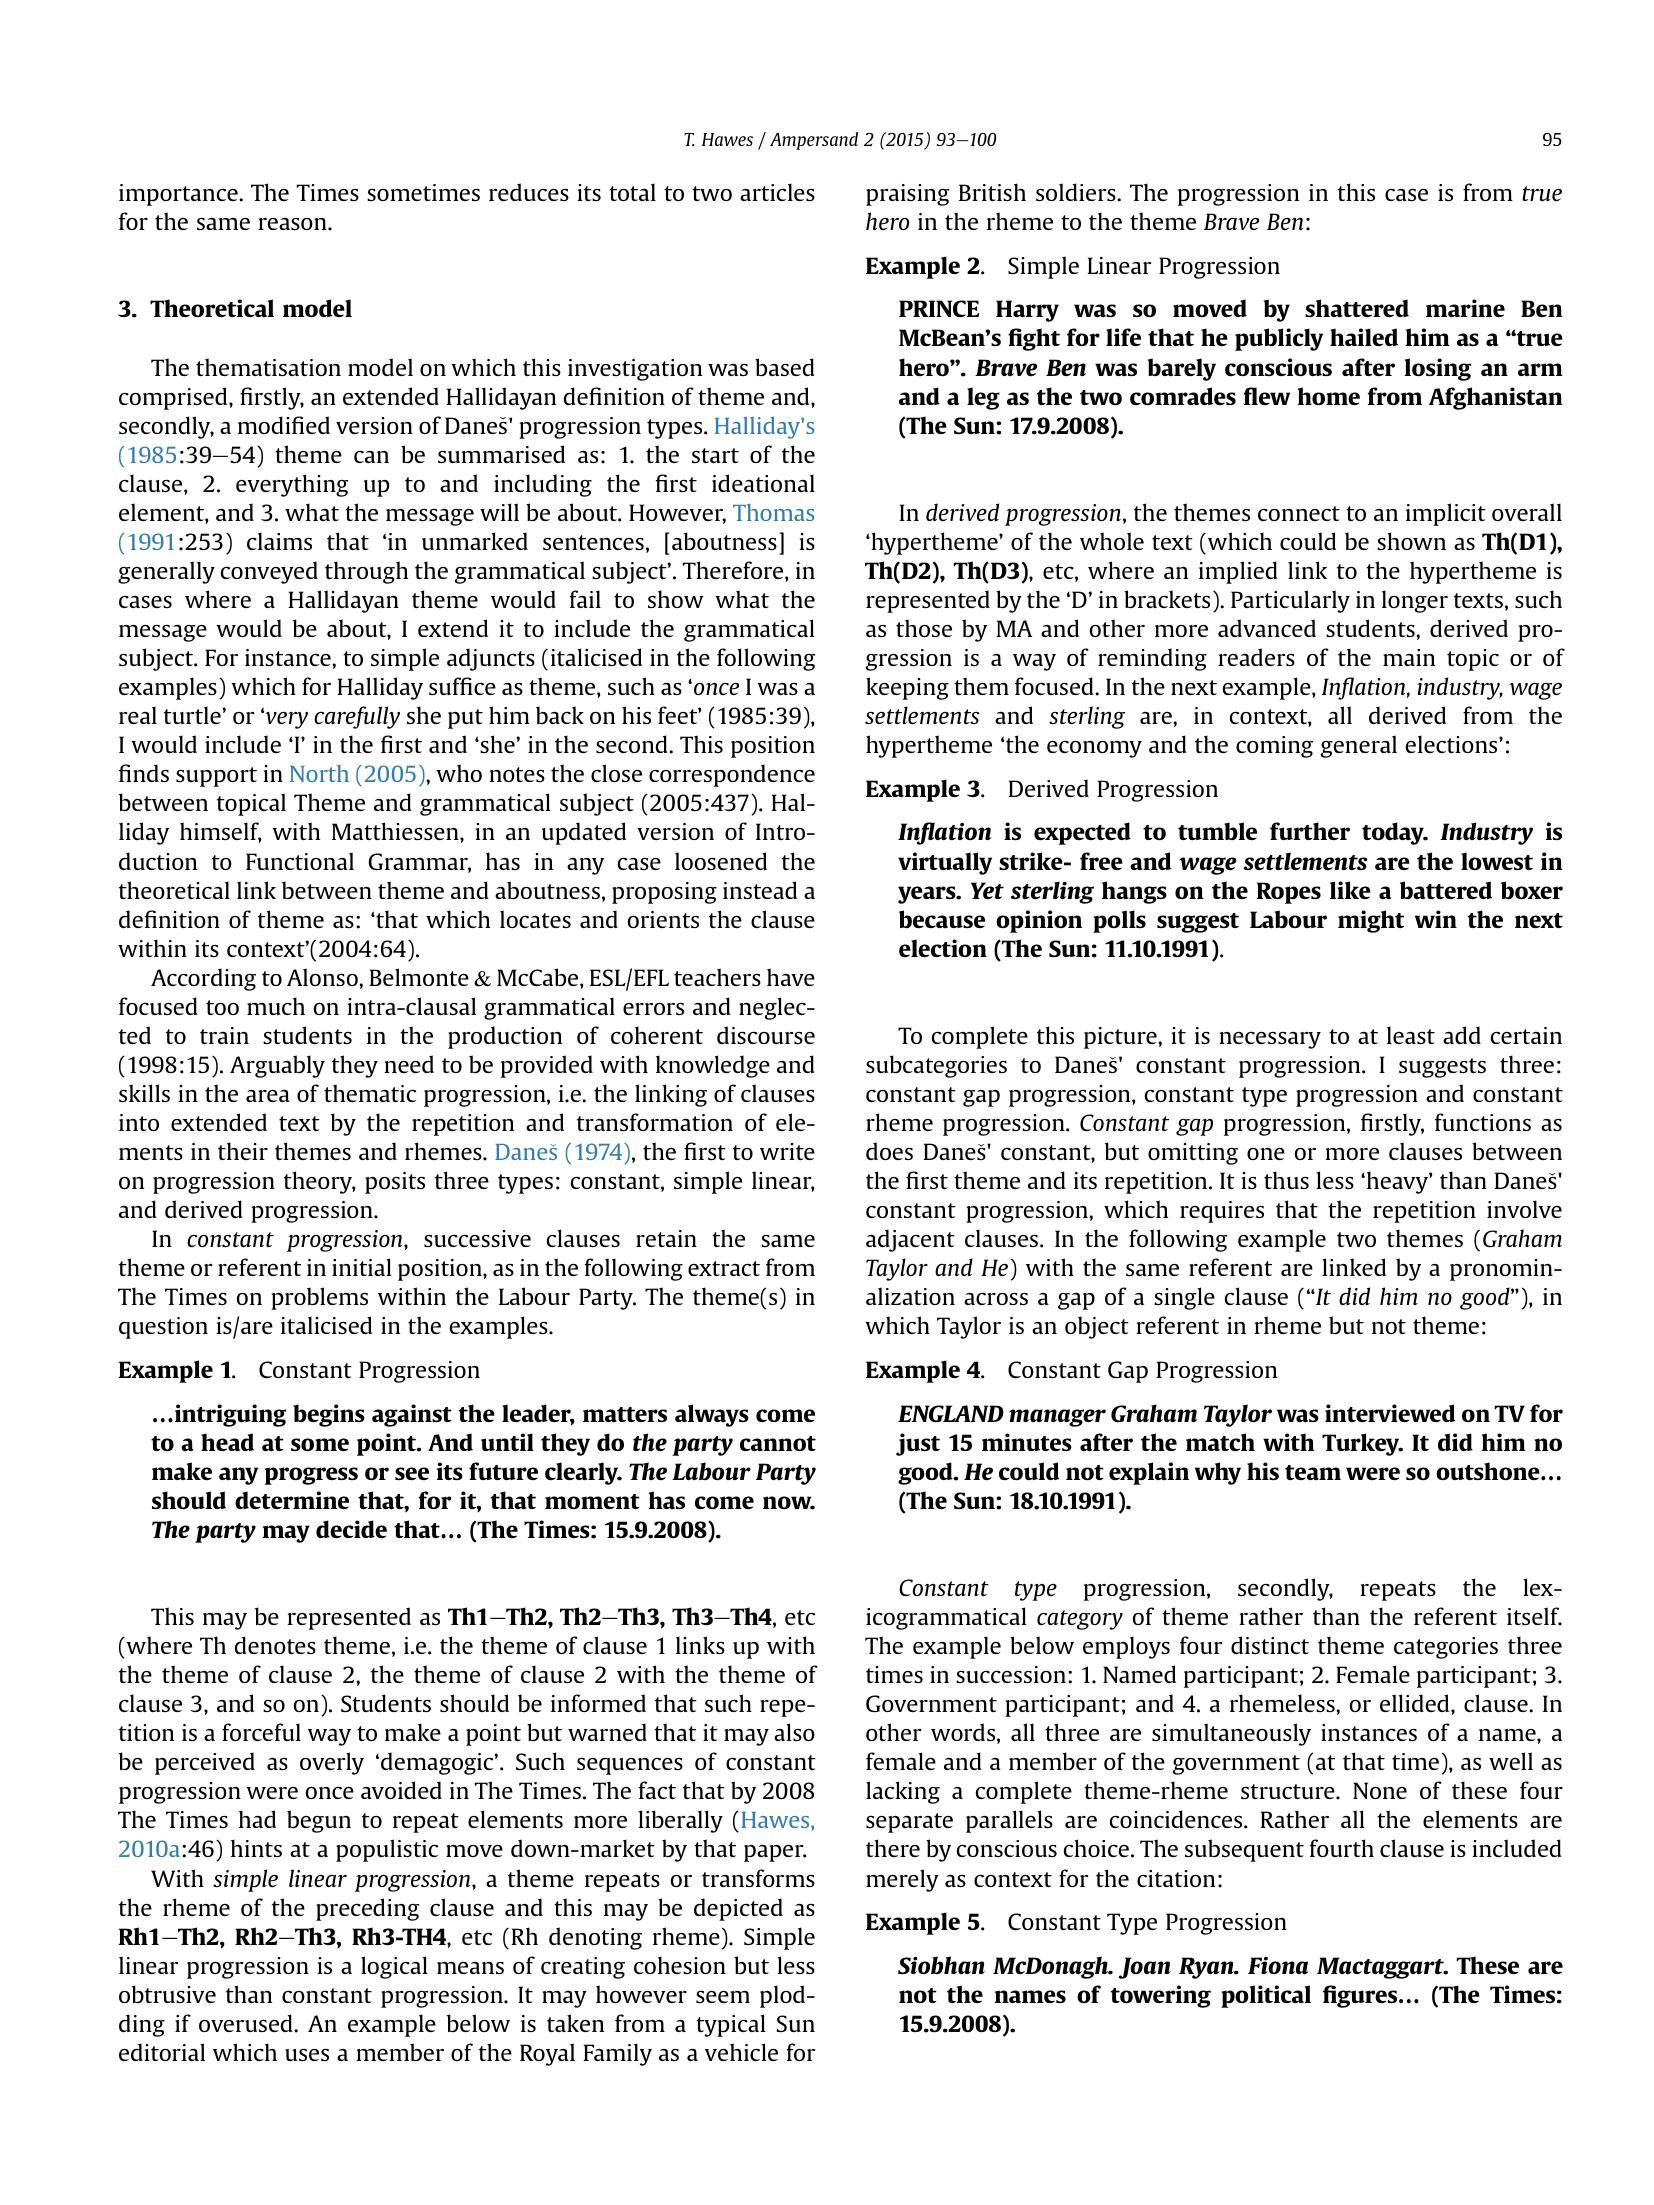 T. Hawes / Ampersand 2 (2015) 93–100
95
importance. The Times sometimes reduces its total to two articles
for the same reason.
3. Theoretical model
The thematisation model on which this investigation was based
comprised, firstly, an extended Hallidayan definition of theme and,
secondly, a modified version of Daneš' progression types. Halliday's
(1985:39–54) theme can be summarised as: 1. the start of the
clause, 2. everything up to and including the first ideational
element, and 3. what the message will be about. However, Thomas
(1991:253) claims that ‘in unmarked sentences, [aboutness] is
generally conveyed through the grammatical subject’. Therefore, in
cases where a Hallidayan theme would fail to show what the
message would be about, I extend it to include the grammatical
subject. For instance, to simple adjuncts (italicised in the following
examples) which for Halliday suffice as theme, such as ‘once I was a
real turtle’ or ‘very carefully she put him back on his feet’ (1985:39),
I would include ‘I’ in the first and ‘she’ in the second. This position
finds support in North (2005), who notes the close correspondence
between topical Theme and grammatical subject (2005:437). Hal-
liday himself, with Matthiessen, in an updated version of Intro-
duction to Functional Grammar, has in any case loosened the
theoretical link between theme and aboutness, proposing instead a
definition of theme as: ‘that which locates and orients the clause
within its context’(2004:64).
According to Alonso, Belmonte & McCabe, ESL/EFL teachers have
focused too much on intra-clausal grammatical errors and neglec-
ted to train students in the production of coherent discourse
(1998:15). Arguably they need to be provided with knowledge and
skills in the area of thematic progression, i.e. the linking of clauses
into extended text by the repetition and transformation of ele-
ments in their themes and rhemes. Daneš (1974), the first to write
on progression theory, posits three types: constant, simple linear,
and derived progression.
In constant progression, successive clauses retain the same
theme or referent in initial position, as in the following extract from
The Times on problems within the Labour Party. The theme(s) in
question is/are italicised in the examples.
Example 1. Constant Progression
…intriguing begins against the leader, matters always come
to a head at some point. And until they do the party cannot
make any progress or see its future clearly. The Labour Party
should determine that, for it, that moment has come now.
The party may decide that… (The Times: 15.9.2008).
This may be represented as Th1–Th2, Th2–Th3, Th3–Th4, etc
(where Th denotes theme, i.e. the theme of clause 1 links up with
the theme of clause 2, the theme of clause 2 with the theme of
clause 3, and so on). Students should be informed that such repe-
tition is a forceful way to make a point but warned that it may also
be perceived as overly ‘demagogic’. Such sequences of constant
progression were once avoided in The Times. The fact that by 2008
The Times had begun to repeat elements more liberally (Hawes,
2010a:46) hints at a populistic move down-market by that paper.
With simple linear progression, a theme repeats or transforms
the rheme of the preceding clause and this may be depicted as
Rh1–Th2, Rh2–Th3, Rh3-TH4, etc (Rh denoting rheme). Simple
linear progression is a logical means of creating cohesion but less
obtrusive than constant progression. It may however seem plod-
ding if overused. An example below is taken from a typical Sun
editorial which uses a member of the Royal Family as a vehicle for
praising British soldiers. The progression in this case is from true
hero in the rheme to the theme Brave Ben:
Example 2. Simple Linear Progression
PRINCE Harry was so moved by shattered marine Ben
McBean’s fight for life that he publicly hailed him as a “true
hero”. Brave Ben was barely conscious after losing an arm
and a leg as the two comrades flew home from Afghanistan
(The Sun: 17.9.2008).
In derived progression, the themes connect to an implicit overall
‘hypertheme’ of the whole text (which could be shown as Th(D1),
Th(D2), Th(D3), etc, where an implied link to the hypertheme is
represented by the ‘D’ in brackets). Particularly in longer texts, such
as those by MA and other more advanced students, derived pro-
gression is a way of reminding readers of the main topic or of
keeping them focused. In the next example, Inflation, industry, wage
settlements and sterling are, in context, all derived from the
hypertheme ‘the economy and the coming general elections’:
Example 3. Derived Progression
Inflation is expected to tumble further today. Industry is
virtually strike- free and wage settlements are the lowest in
years. Yet sterling hangs on the Ropes like a battered boxer
because opinion polls suggest Labour might win the next
election (The Sun: 11.10.1991).
To complete this picture, it is necessary to at least add certain
subcategories to Daneš' constant progression. I suggests three:
constant gap progression, constant type progression and constant
rheme progression. Constant gap progression, firstly, functions as
does Daneš' constant, but omitting one or more clauses between
the first theme and its repetition. It is thus less ‘heavy’ than Daneš'
constant progression, which requires that the repetition involve
adjacent clauses. In the following example two themes (Graham
Taylor and He) with the same referent are linked by a pronomin-
alization across a gap of a single clause (“It did him no good”), in
which Taylor is an object referent in rheme but not theme:
Example 4. Constant Gap Progression
ENGLAND manager Graham Taylor was interviewed on TV for
just 15 minutes after the match with Turkey. It did him no
good. He could not explain why his team were so outshone…
(The Sun: 18.10.1991).
Constant type progression, secondly, repeats the lex-
icogrammatical category of theme rather than the referent itself.
The example below employs four distinct theme categories three
times in succession: 1. Named participant; 2. Female participant; 3.
Government participant; and 4. a rhemeless, or ellided, clause. In
other words, all three are simultaneously instances of a name, a
female and a member of the government (at that time), as well as
lacking a complete theme-rheme structure. None of these four
separate parallels are coincidences. Rather all the elements are
there by conscious choice. The subsequent fourth clause is included
merely as context for the citation:
Example 5. Constant Type Progression
Siobhan McDonagh. Joan Ryan. Fiona Mactaggart. These are
not the names of towering political figures… (The Times:
15.9.2008).